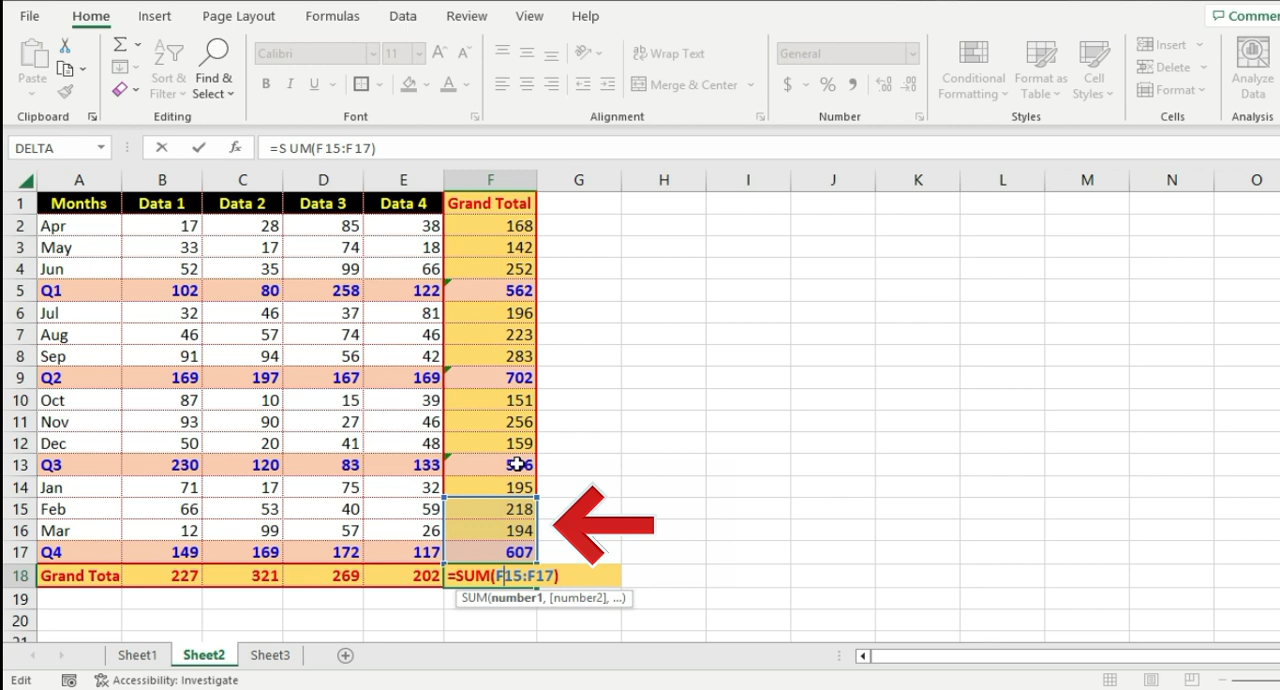 File Home Insert Page Layout Formulas Data Review View Help Commen
Paste Sort & Filter Find & Select Calibri 11 B I U Wrap Text Merge & Center General $ % Conditional Formatting Format as Table Cell Styles Insert Delete Format Analyze Data
Clipboard Editing Font Alignment Number Styles Cells Analysis
DELTA fx =S UM(F15:F17)
A B C D E F G H I J K L M N O
1 Months Data 1 Data 2 Data 3 Data 4 Grand Total
2 Apr 17 28 85 38 168
3 May 33 17 74 18 142
4 Jun 52 35 99 66 252
5 Q1 102 80 258 122 562
6 Jul 32 46 37 81 196
7 Aug 46 57 74 46 223
8 Sep 91 94 56 42 283
9 Q2 169 197 167 169 702
10 Oct 87 10 15 39 151
11 Nov 93 90 27 46 256
12 Dec 50 20 41 48 159
13 Q3 230 120 83 133
14 Jan 71 17 75 32 195
15 Feb 66 53 40 59 218
16 Mar 12 99 57 26 194
17 Q4 149 169 172 117 607
18 Grand Tota 227 321 269 202 =SUM(F15:F17)
19 SUM(number1, [number2], ...)
20
21
Sheet1 Sheet2 Sheet3
Edit Accessibility: Investigate